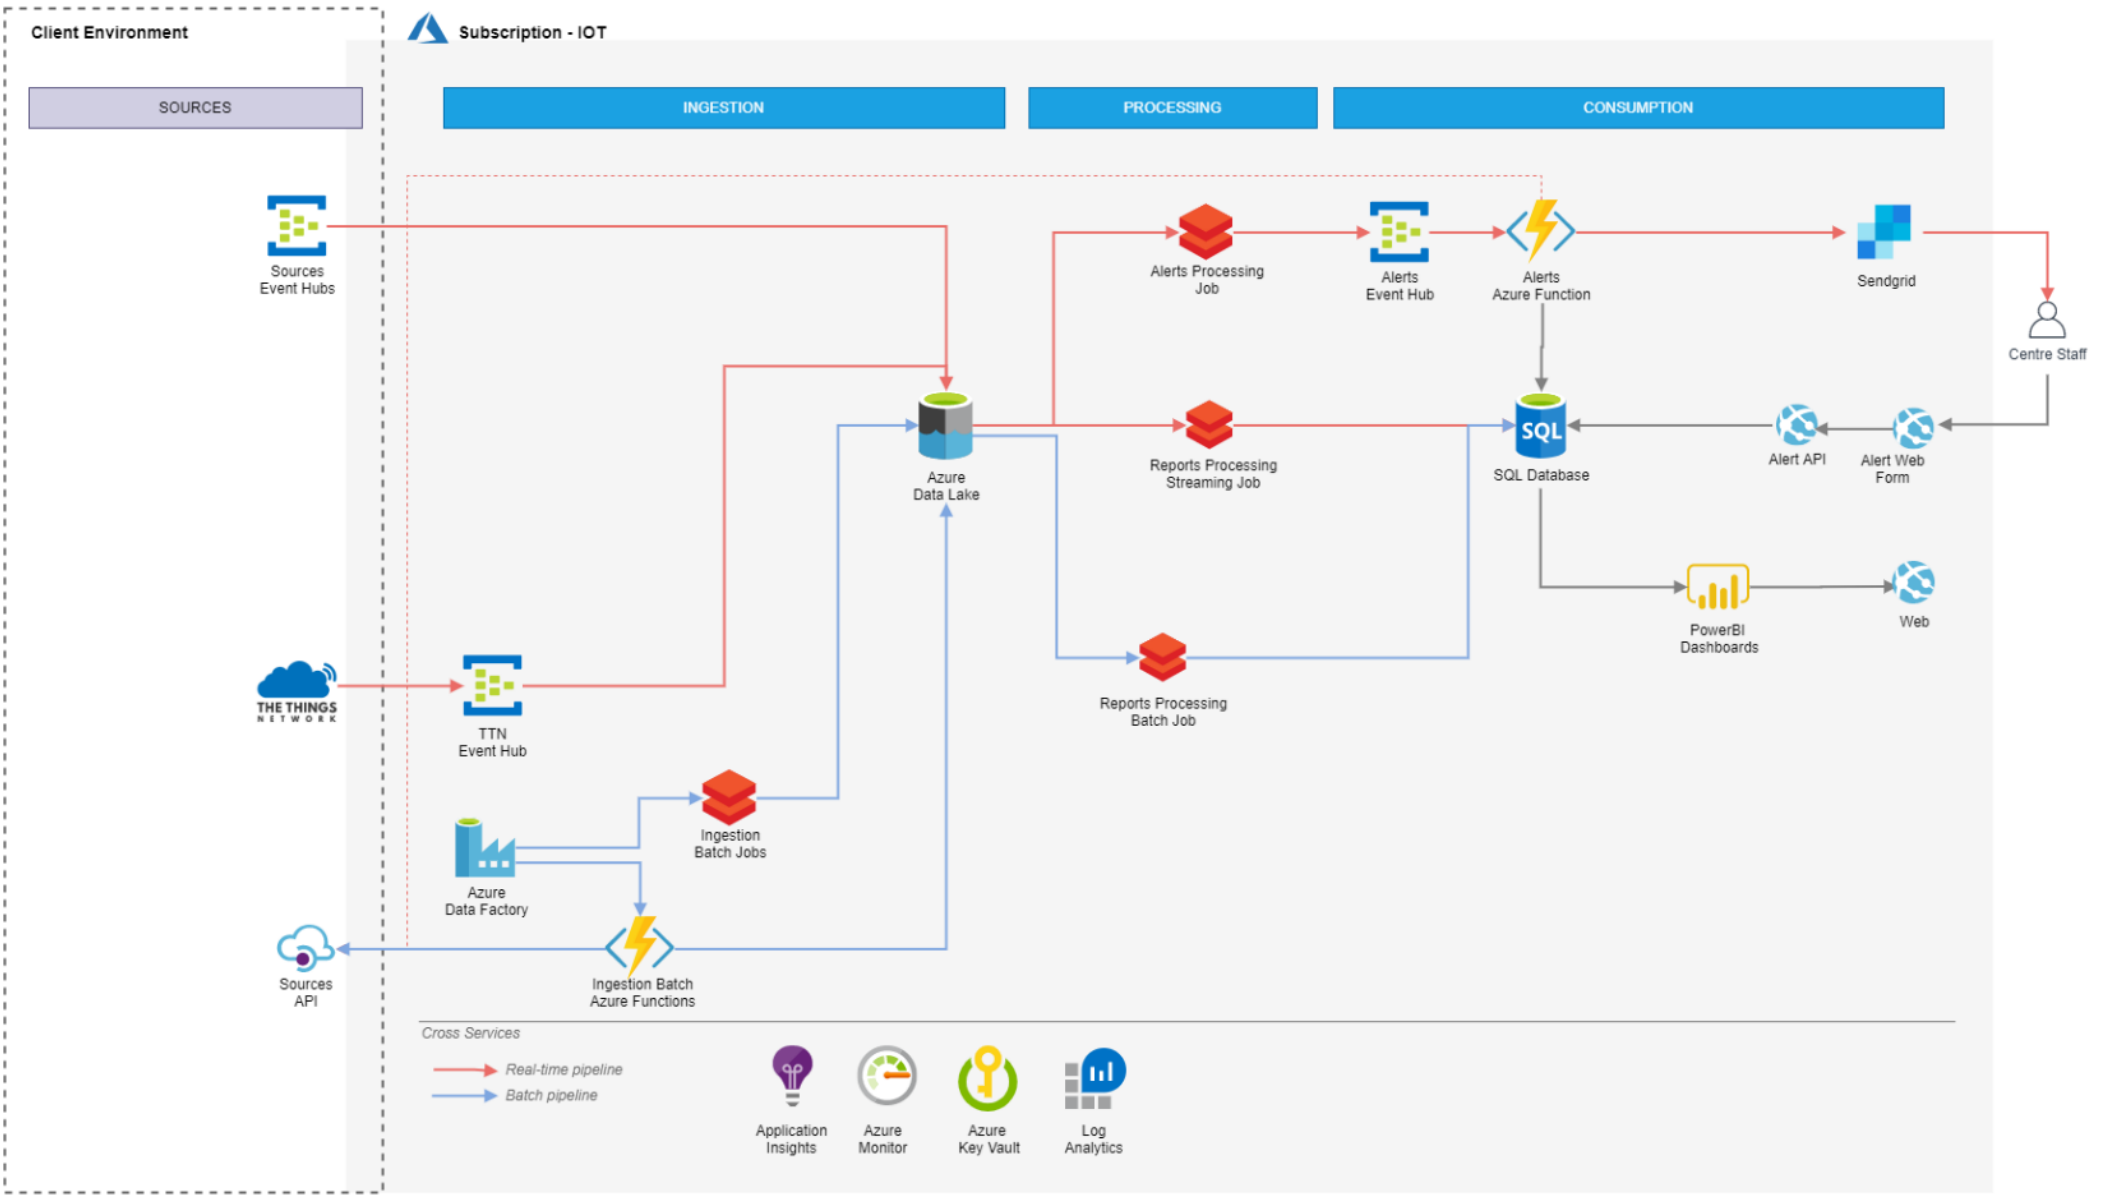 Client Environment
Subscription - IOT
SOURCES
INGESTION
PROCESSING
CONSUMPTION
Sources
Event Hubs
Alerts Processing
Job
Alerts
Event Hub
Alerts
Azure Function
Sendgrid
Centre Staff
Azure
Data Lake
Reports Processing
Streaming Job
SQL
SQL Database
Alert API
Alert Web
Form
PowerBI
Dashboards
Web
THE THINGS
NETWORK
TTN
Event Hub
Reports Processing
Batch Job
Ingestion
Batch Jobs
Azure
Data Factory
Sources
API
Ingestion Batch
Azure Functions
Cross Services
Real-time pipeline
Batch pipeline
Application
Insights
Azure
Monitor
Azure
Key Vault
Log
Analytics